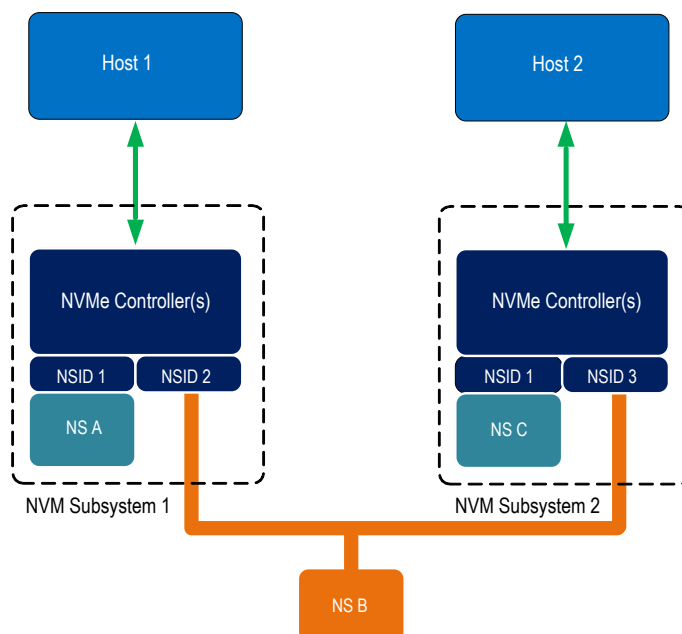 Host 1
Host 2
NVMe Controller(s)
NVMe Controller(s)
NSID 1
NSID 2
NSID 1
NSID 3
NS A
NS C
NVM Subsystem 1
NVM Subsystem 2
NS B